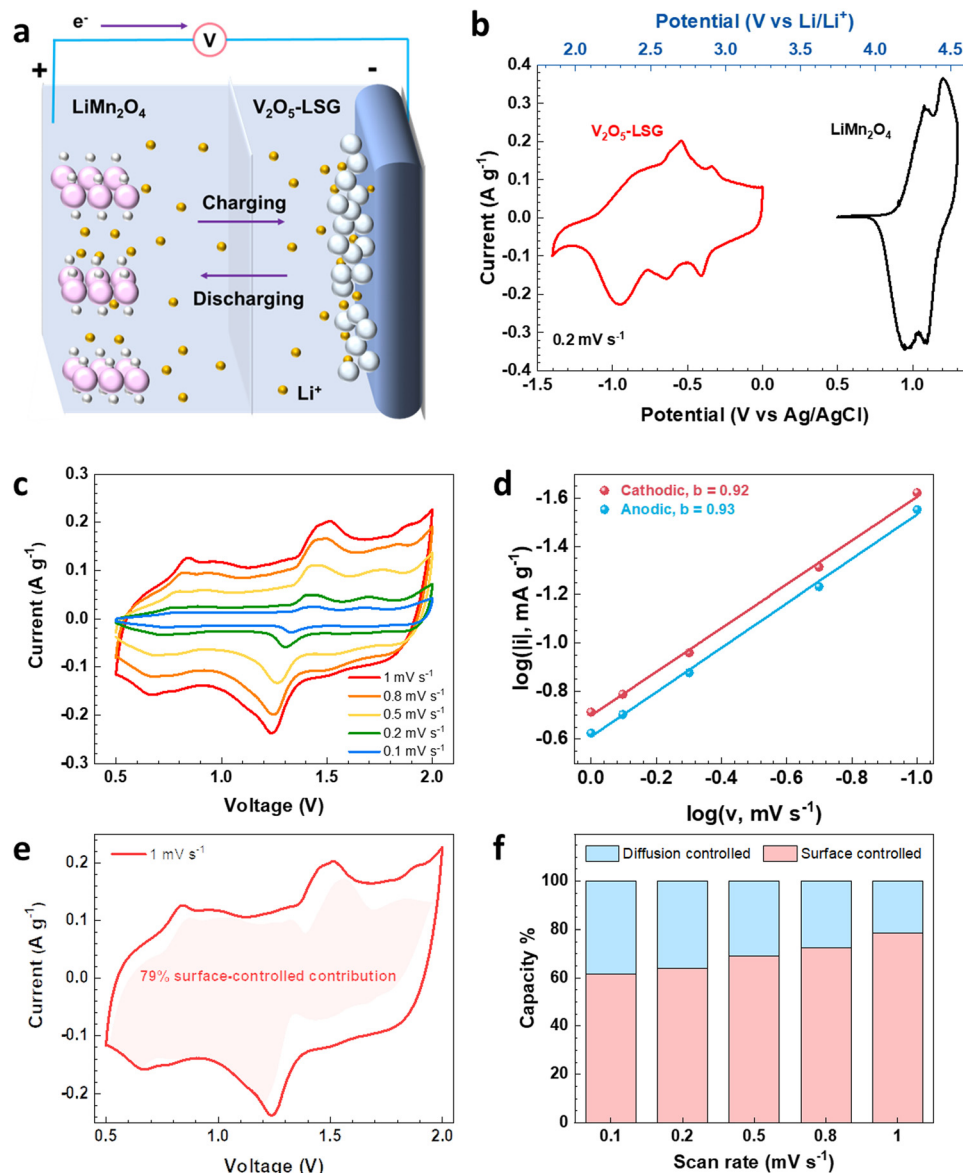 a
e⁻
V
+
-
LiMn₂O₄
V₂O₅-LSG
Charging
Discharging
Li⁺
b
Potential (V vs Li/Li⁺)
2.0 2.5 3.0 3.5 4.0 4.5
0.4
0.3
0.2
0.1
0.0
-0.1
-0.2
-0.3
-0.4
Current (A g⁻¹)
V₂O₅-LSG
LiMn₂O₄
0.2 mV s⁻¹
-1.5 -1.0 -0.5 0.0 0.5 1.0
Potential (V vs Ag/AgCl)
c
0.3
0.2
0.1
0.0
-0.1
-0.2
-0.3
Current (A g⁻¹)
1 mV s⁻¹
0.8 mV s⁻¹
0.5 mV s⁻¹
0.2 mV s⁻¹
0.1 mV s⁻¹
0.5 1.0 1.5 2.0
Voltage (V)
d
Cathodic, b = 0.92
Anodic, b = 0.93
-1.6
-1.4
-1.2
-1.0
-0.8
-0.6
log(|i|, mA g⁻¹)
0.0 -0.2 -0.4 -0.6 -0.8 -1.0
log(v, mV s⁻¹)
e
1 mV s⁻¹
0.2
0.1
0.0
-0.1
-0.2
Current (A g⁻¹)
79% surface-controlled contribution
0.5 1.0 1.5 2.0
Voltage (V)
f
Diffusion controlled
Surface controlled
100
80
60
40
20
0
Capacity %
0.1 0.2 0.5 0.8 1
Scan rate (mV s⁻¹)